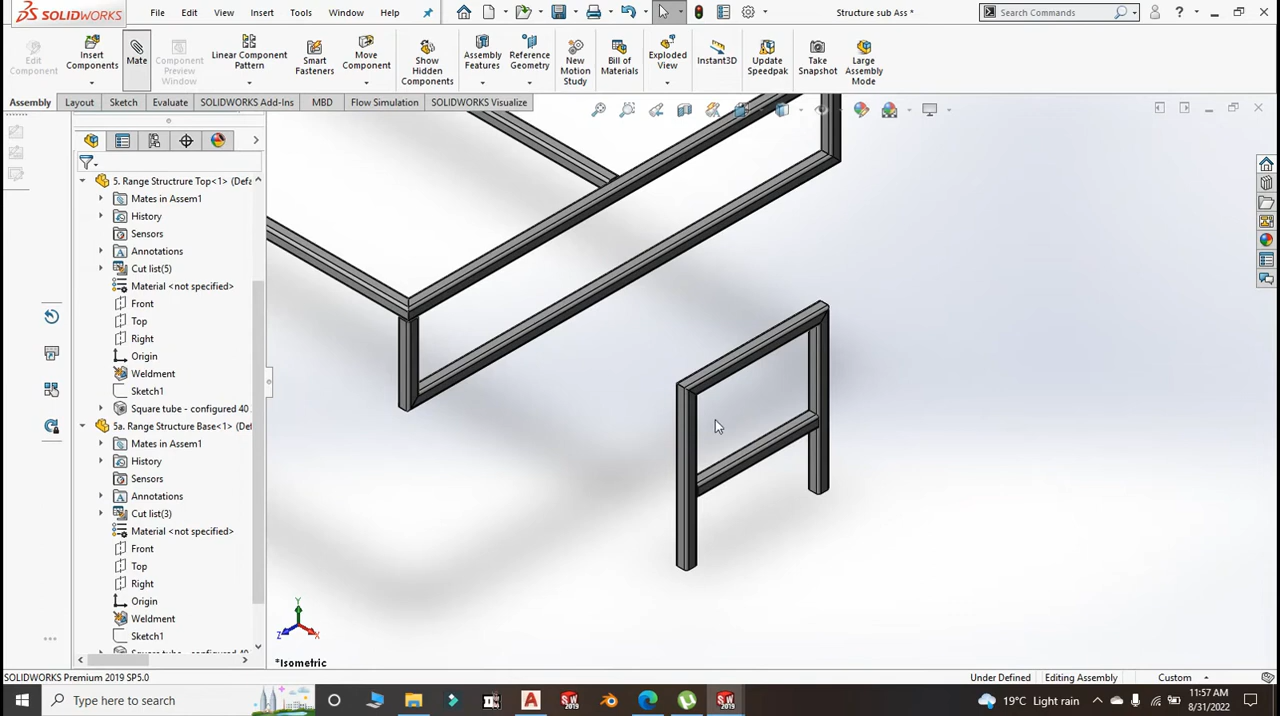 SOLIDWORKS File Edit View Insert Tools Window Help Structure sub Ass * Search Commands
Edit Component
Insert Components
Mate
Component Preview Window
Linear Component Pattern
Smart Fasteners
Move Component
Show Hidden Components
Assembly Features
Reference Geometry
New Motion Study
Bill of Materials
Exploded View
Instant3D
Update Speedpak
Take Snapshot
Large Assembly Mode
Assembly Layout Sketch Evaluate SOLIDWORKS Add-Ins MBD Flow Simulation SOLIDWORKS Visualize
5. Range Structrure Top<1> (Defa
Mates in Assem1
History
Sensors
Annotations
Cut list(5)
Material <not specified>
Front
Top
Right
Origin
Weldment
Sketch1
Square tube - configured 40
5a. Range Structure Base<1> (De
Mates in Assem1
History
Sensors
Annotations
Cut list(3)
Material <not specified>
Front
Top
Right
Origin
Weldment
Sketch1
Y
Z X
*Isometric
SOLIDWORKS Premium 2019 SP5.0 Under Defined Editing Assembly Custom
Type here to search 19°C Light rain 11:57 AM
8/31/2022